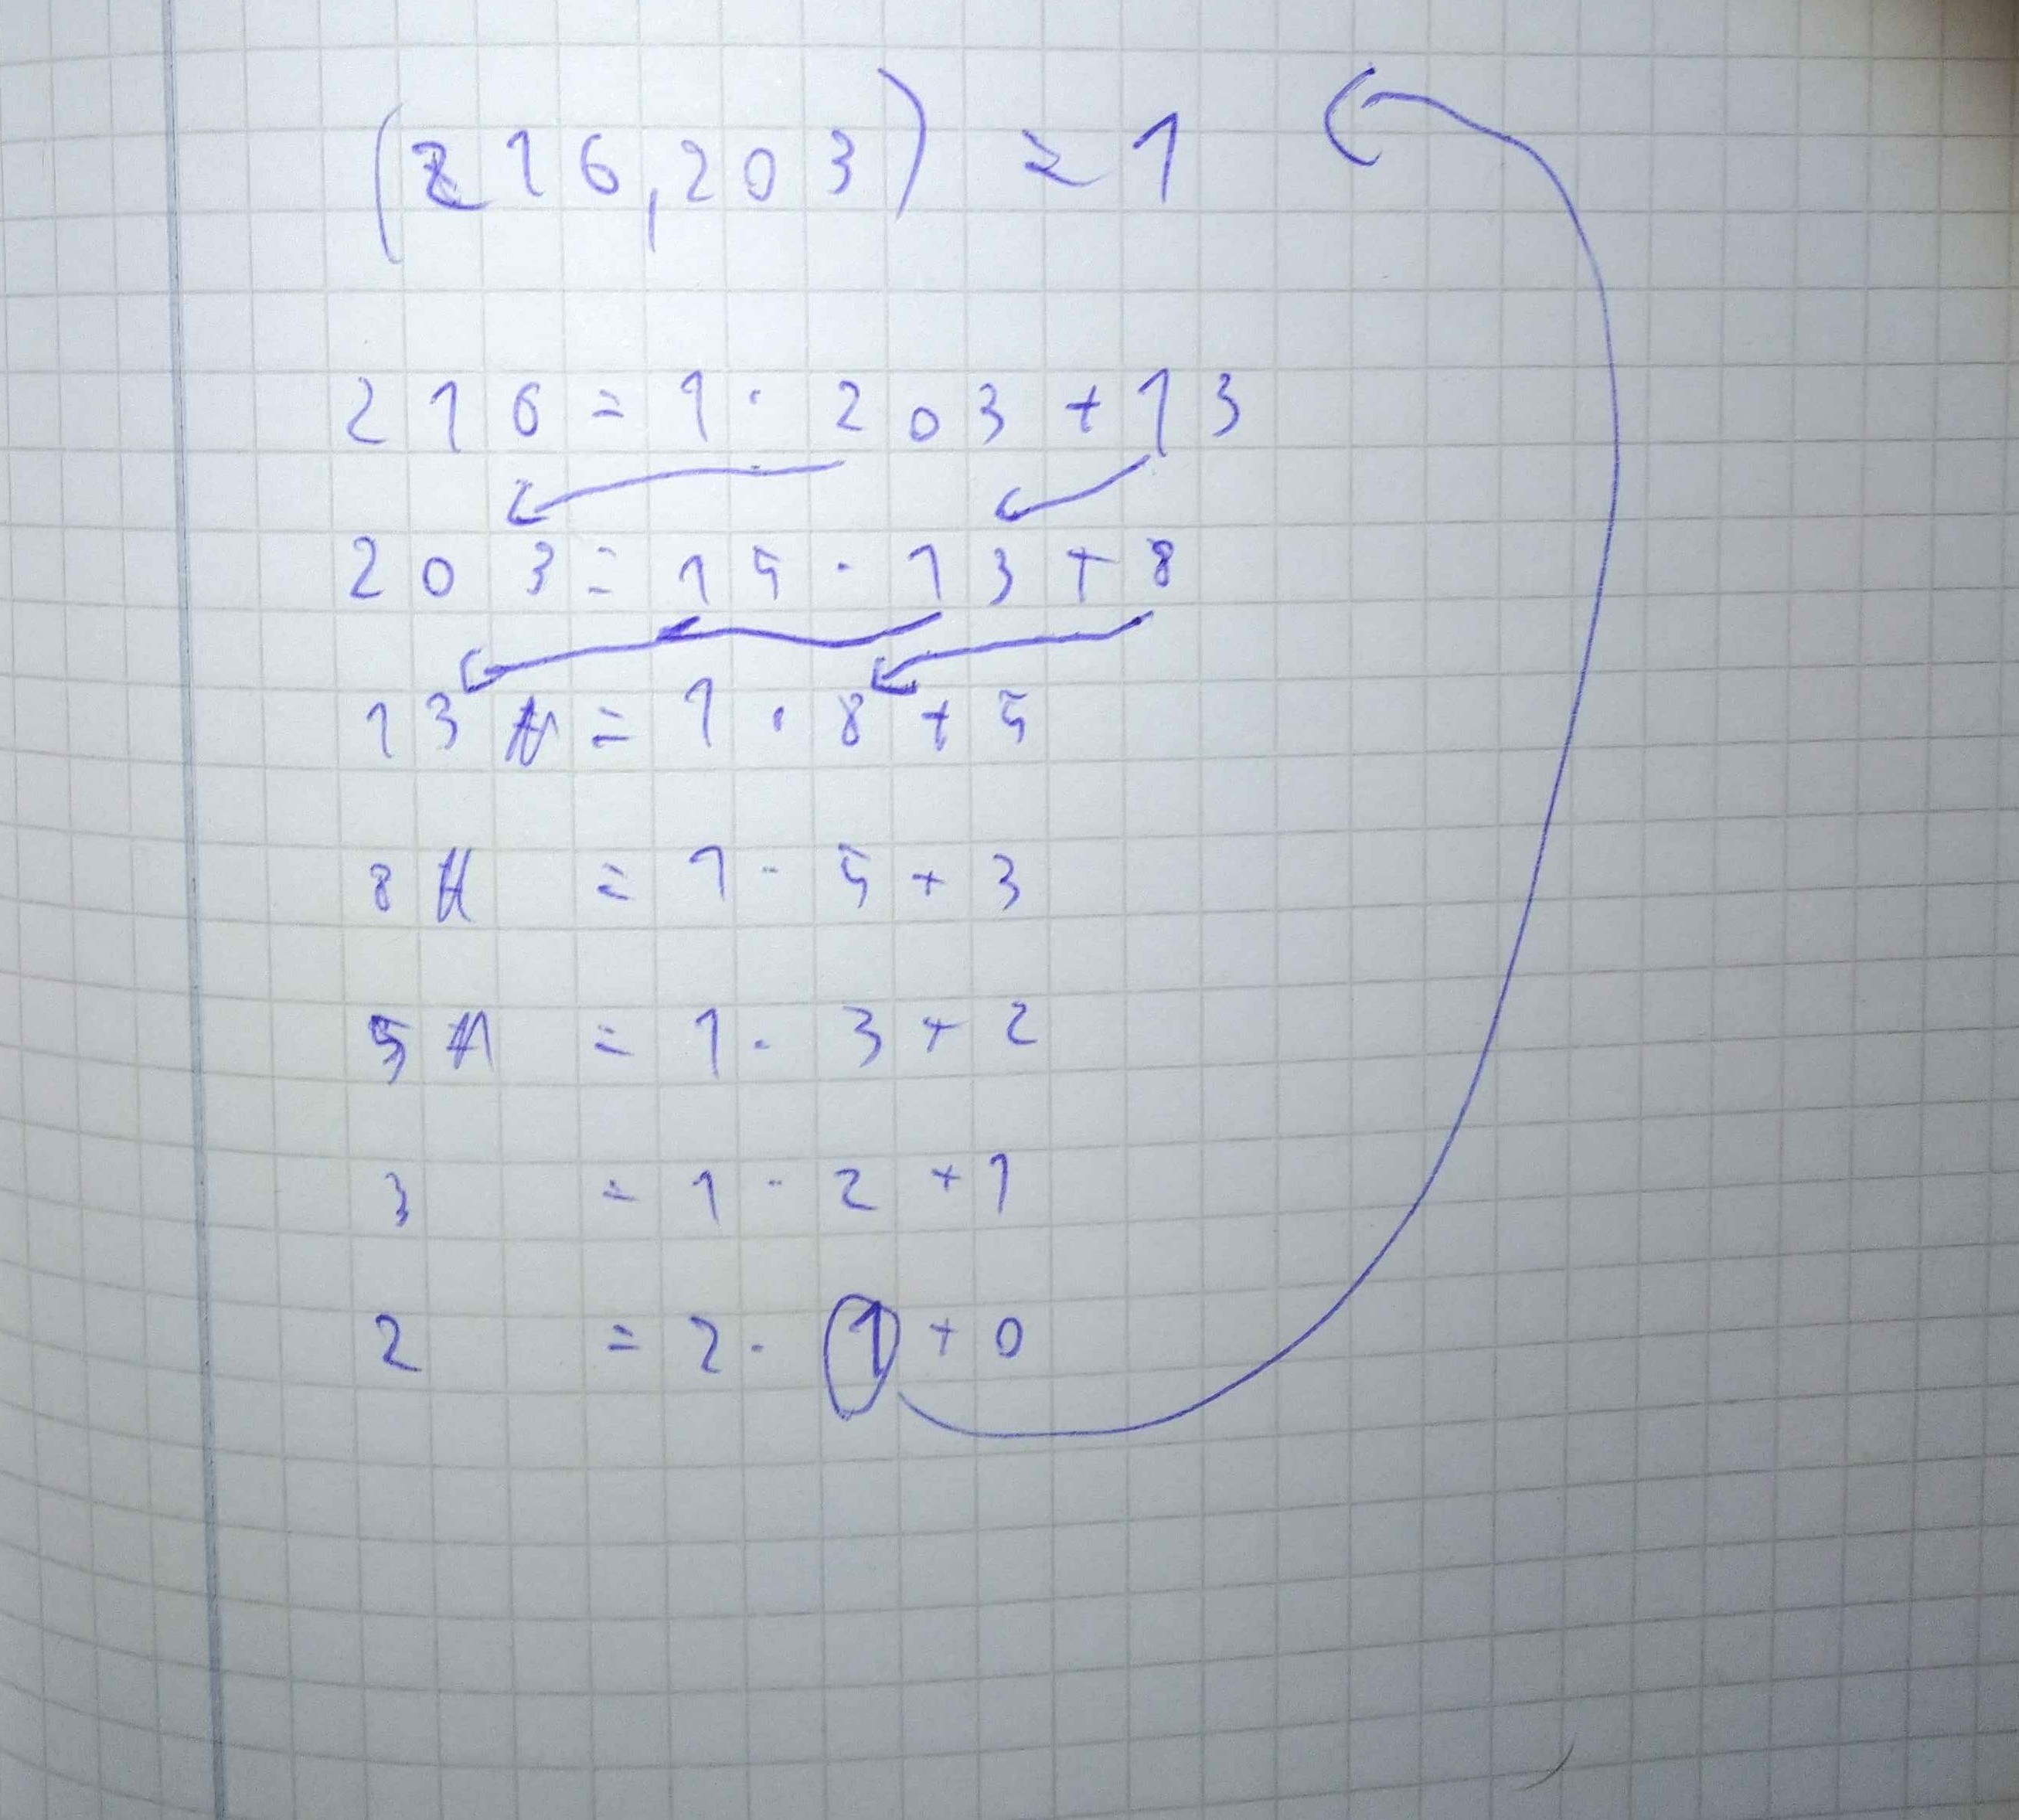 (216,203) = 1
216 = 1 · 203 + 13
203 = 15 · 13 + 8
13 = 1 · 8 + 5
8 = 1 · 5 + 3
5 = 1 · 3 + 2
3 = 1 · 2 + 1
2 = 2 · 1 + 0